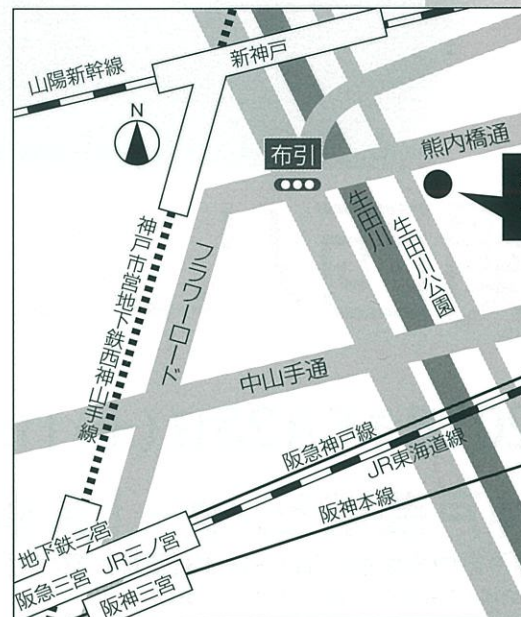 新神戸
山陽新幹線
N
布引
熊内橋通
生田川
生田川公園
フラワーロード
神戸市営地下鉄西神山手線
中山手通
阪急神戸線
JR東海道線
阪神本線
地下鉄三宮
JR三ノ宮
阪急三宮
阪神三宮